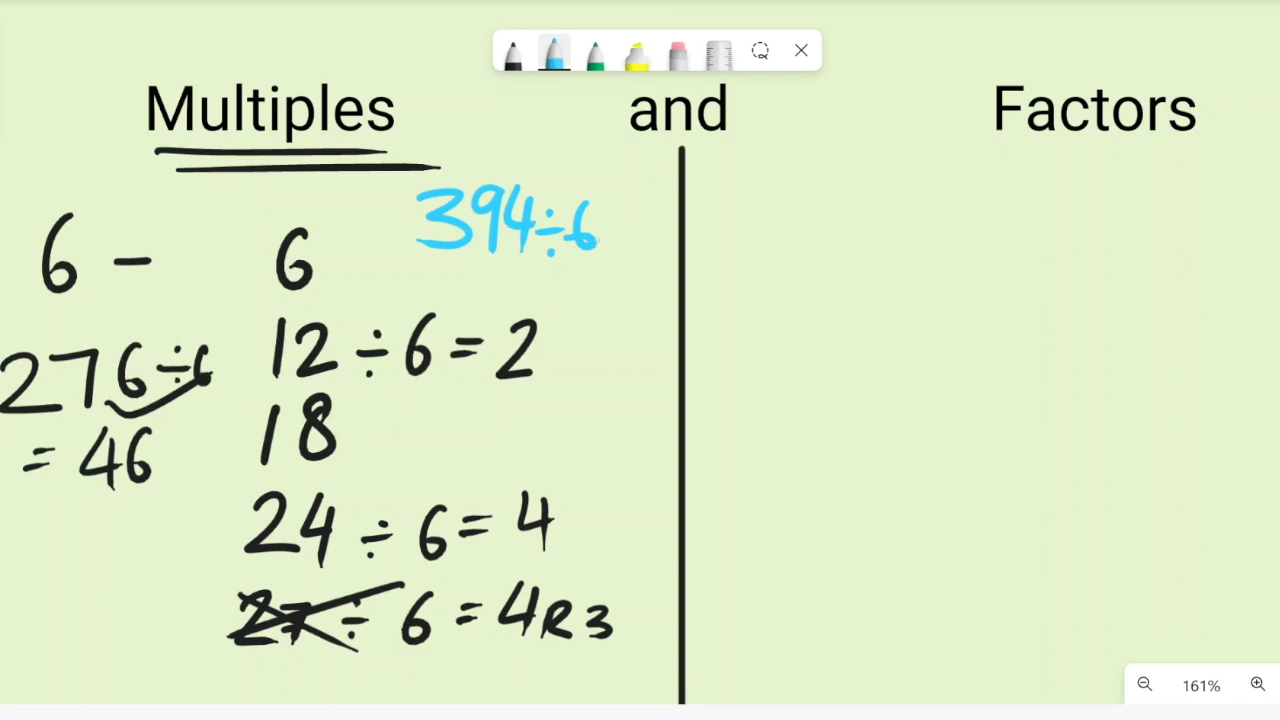 Multiples and Factors
394÷6
6 - 6
276÷6
12÷6=2
18
= 46
24 ÷ 6 = 4
27 ÷ 6 = 4R3
161%